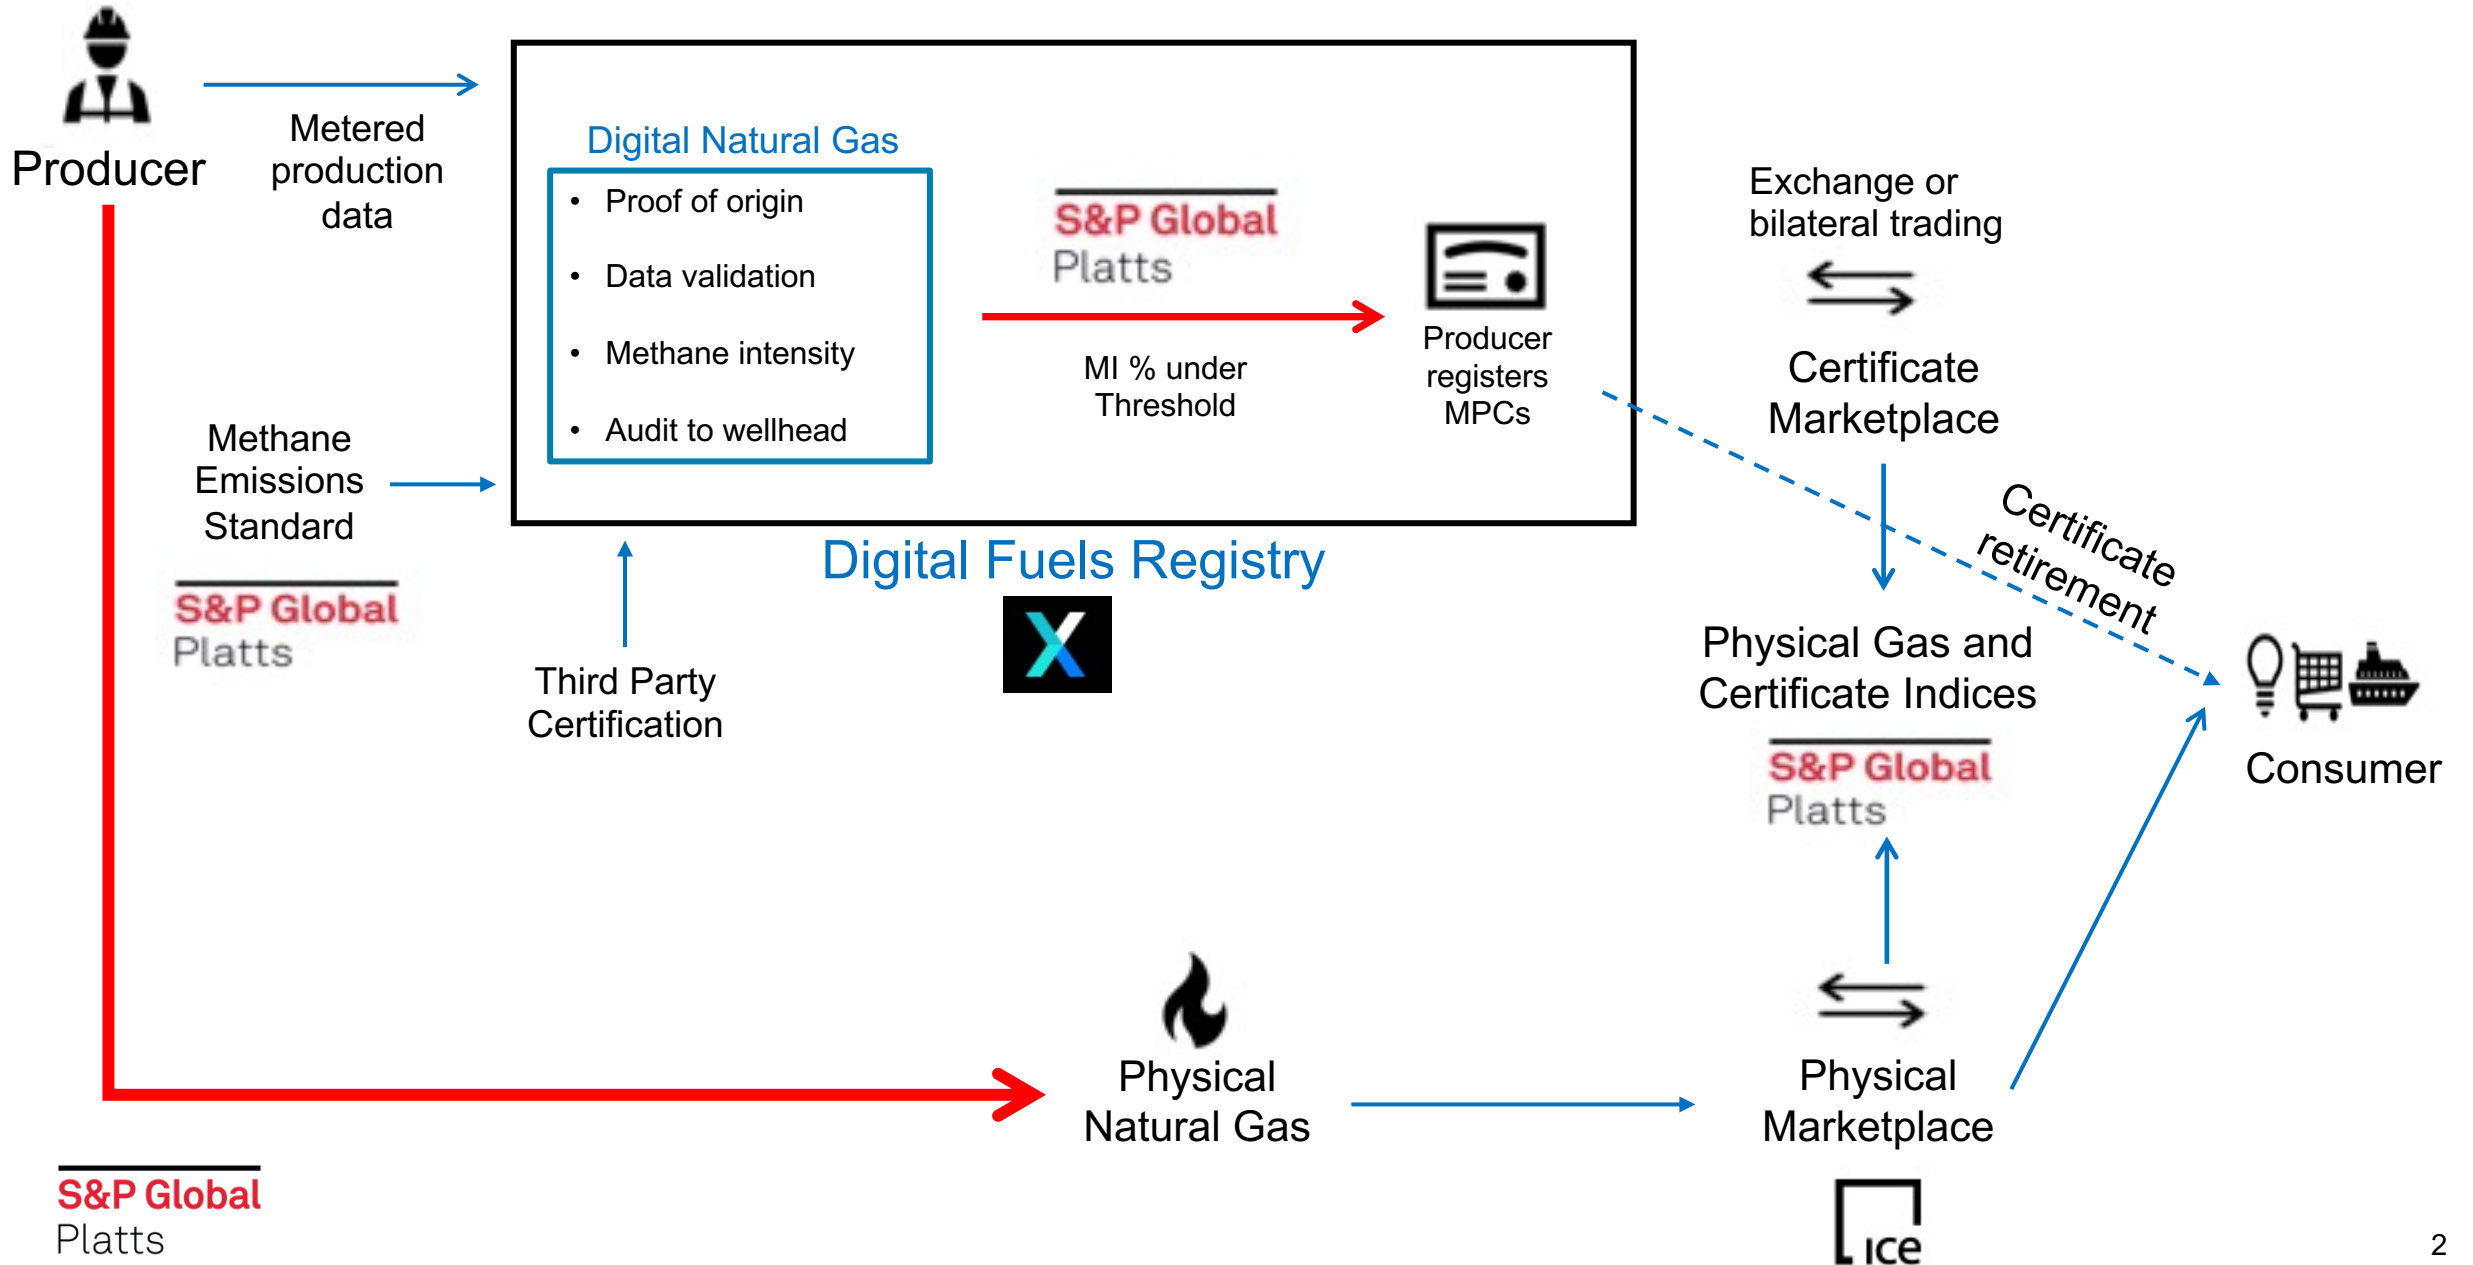 Producer
Metered
production
data
Digital Natural Gas
• Proof of origin
• Data validation
• Methane intensity
• Audit to wellhead
S&P Global
Platts
MI % under
Threshold
Producer
registers
MPCs
Exchange or
bilateral trading
Certificate
Marketplace
Methane
Emissions
Standard
S&P Global
Platts
Digital Fuels Registry
X
Third Party
Certification
Certificate
retirement
Physical Gas and
Certificate Indices
S&P Global
Platts
Consumer
Physical
Natural Gas
Physical
Marketplace
ice
S&P Global
Platts
2